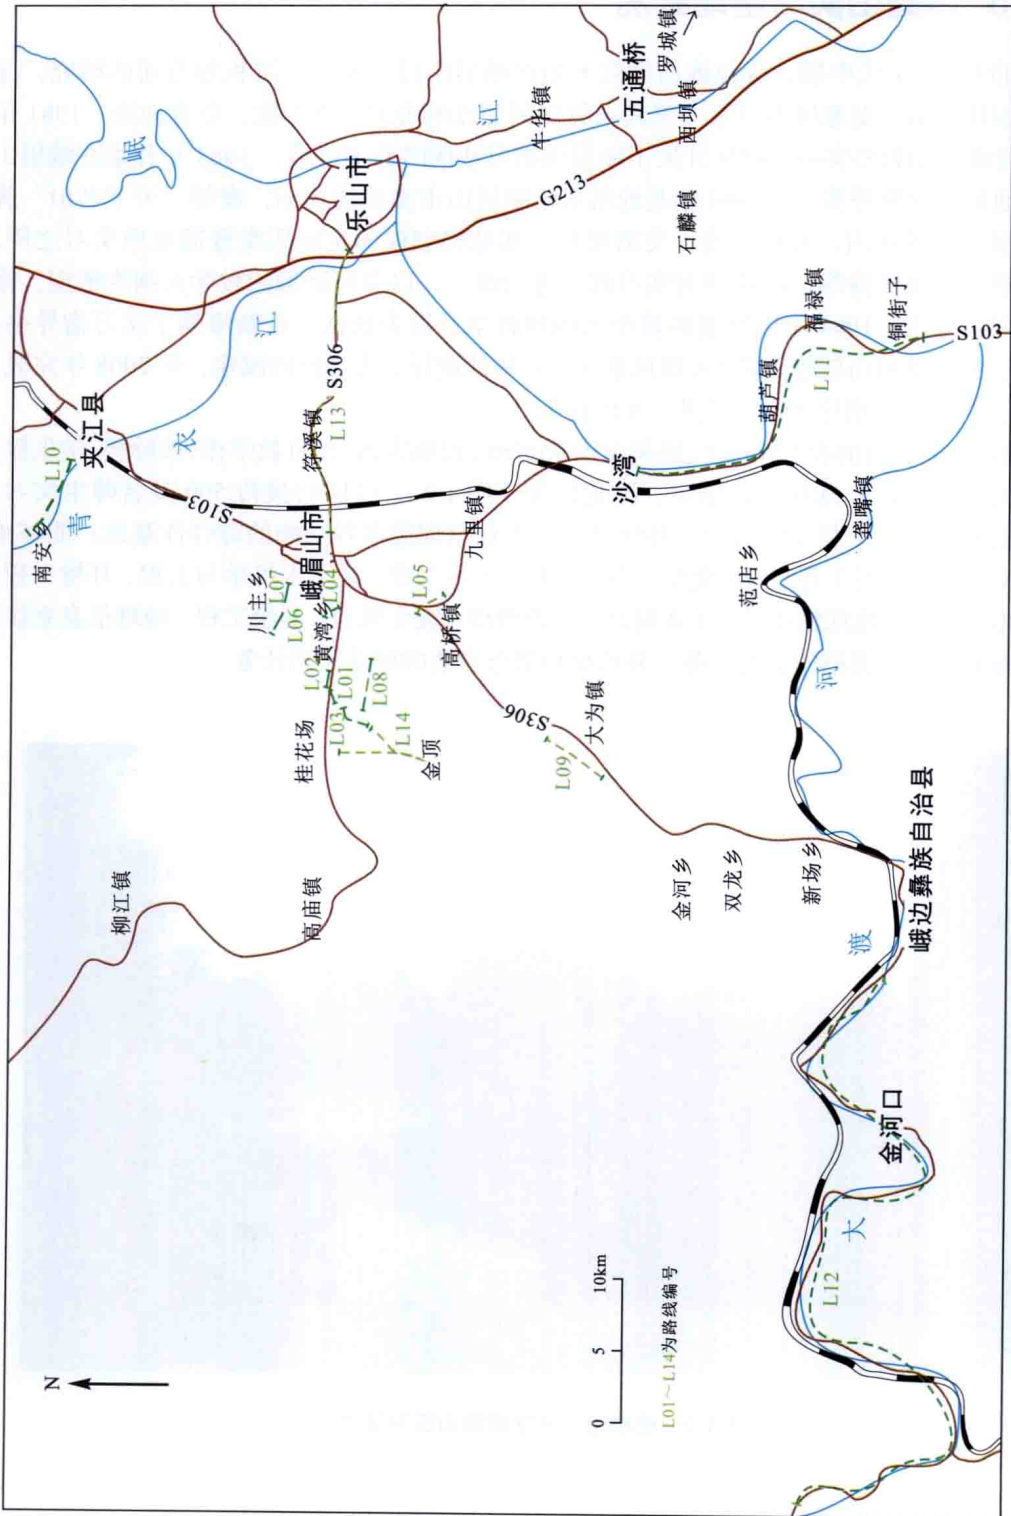 N
0
5
10km
L01～L14为路线编号
柳江镇
高庙镇
桂花场
金顶
L03
L01
L02
L08
L14
黄湾乡
L04
川主乡
L06
L07
峨眉山市
南安乡
L10
夹江县
青
衣
江
岷
江
S103
符溪镇
L13
S306
乐山市
G213
牛华镇
五通桥
罗城镇
西坝镇
石麟镇
九里镇
L05
高桥镇
S306
大为镇
L09
沙湾
葫芦镇
福禄镇
L11
铜街子
S103
龚嘴镇
范店乡
河
金河乡
双龙乡
新场乡
峨边彝族自治县
渡
金河口
大
L12